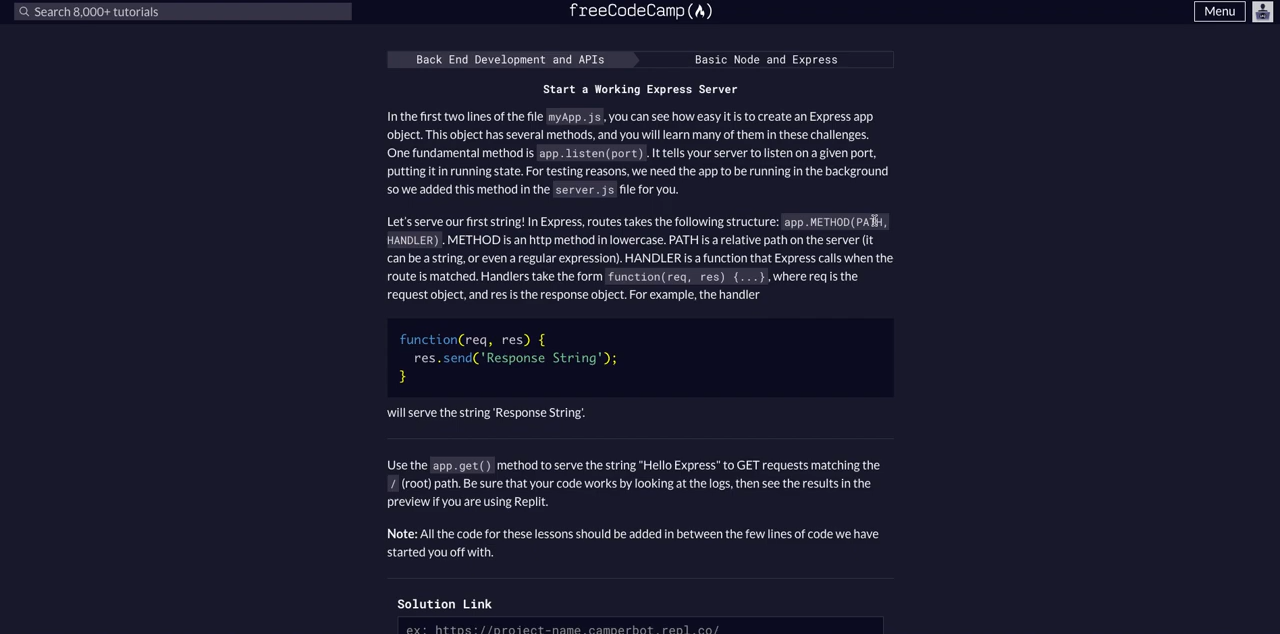 Search 8,000+ tutorials
freeCodeCamp
Menu
Back End Development and APIs
Basic Node and Express
Start a Working Express Server
In the first two lines of the file myApp.js, you can see how easy it is to create an Express app
object. This object has several methods, and you will learn many of them in these challenges.
One fundamental method is app.listen(port). It tells your server to listen on a given port,
putting it in running state. For testing reasons, we need the app to be running in the background
so we added this method in the server.js file for you.
Let's serve our first string! In Express, routes takes the following structure: app.METHOD(PATH,
HANDLER). METHOD is an http method in lowercase. PATH is a relative path on the server (it
can be a string, or even a regular expression). HANDLER is a function that Express calls when the
route is matched. Handlers take the form function(req, res) {...}, where req is the
request object, and res is the response object. For example, the handler
function(req, res) {
res.send('Response String');
}
will serve the string 'Response String'.
Use the app.get() method to serve the string "Hello Express" to GET requests matching the
/ (root) path. Be sure that your code works by looking at the logs, then see the results in the
preview if you are using Replit.
Note: All the code for these lessons should be added in between the few lines of code we have
started you off with.
Solution Link
ex: https://project-name.camperbot.repl.co/